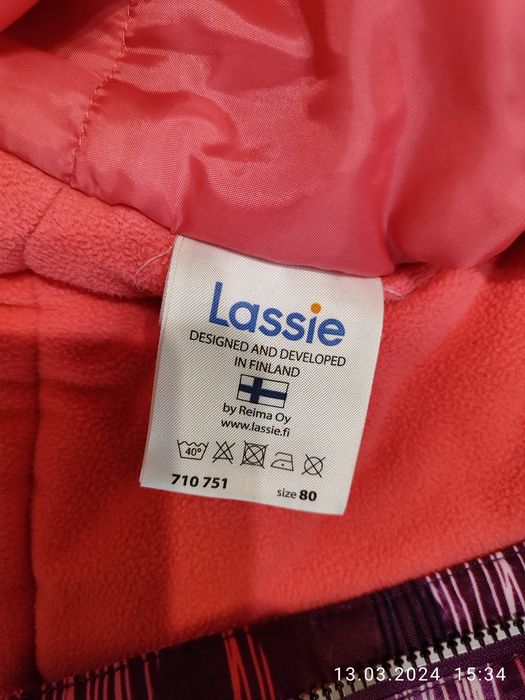 Lassie
DESIGNED AND DEVELOPED
IN FINLAND
by Reima Oy
www.lassie.fi
40°
710 751 size 80
13.03.2024 15:34